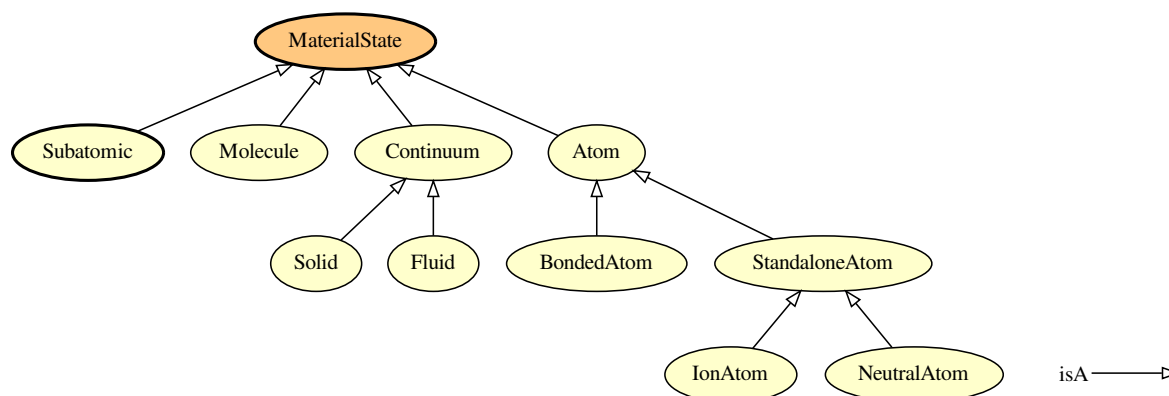 MaterialState
Subatomic
Molecule
Continuum
Atom
Solid
Fluid
BondedAtom
StandaloneAtom
IonAtom
NeutralAtom
isA